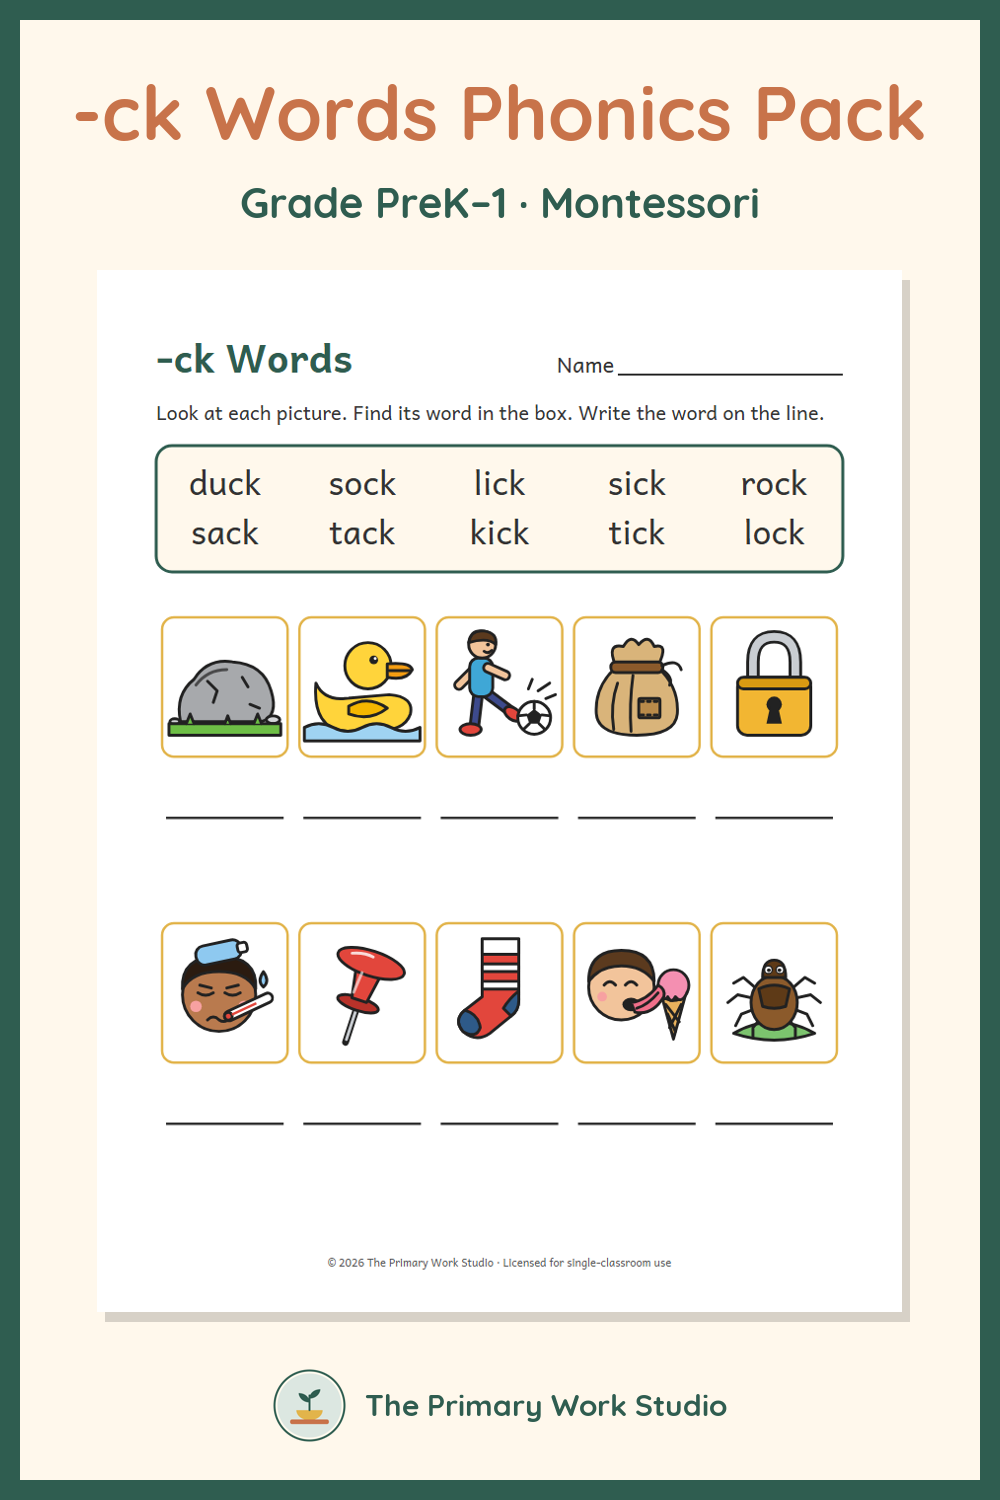 -ck Words Phonics Pack
Grade PreK–1 · Montessori
-ck Words
Name
Look at each picture. Find its word in the box. Write the word on the line.
duck sock lick sick rock
sack tack kick tick lock
© 2026 The Primary Work Studio · Licensed for single-classroom use
The Primary Work Studio